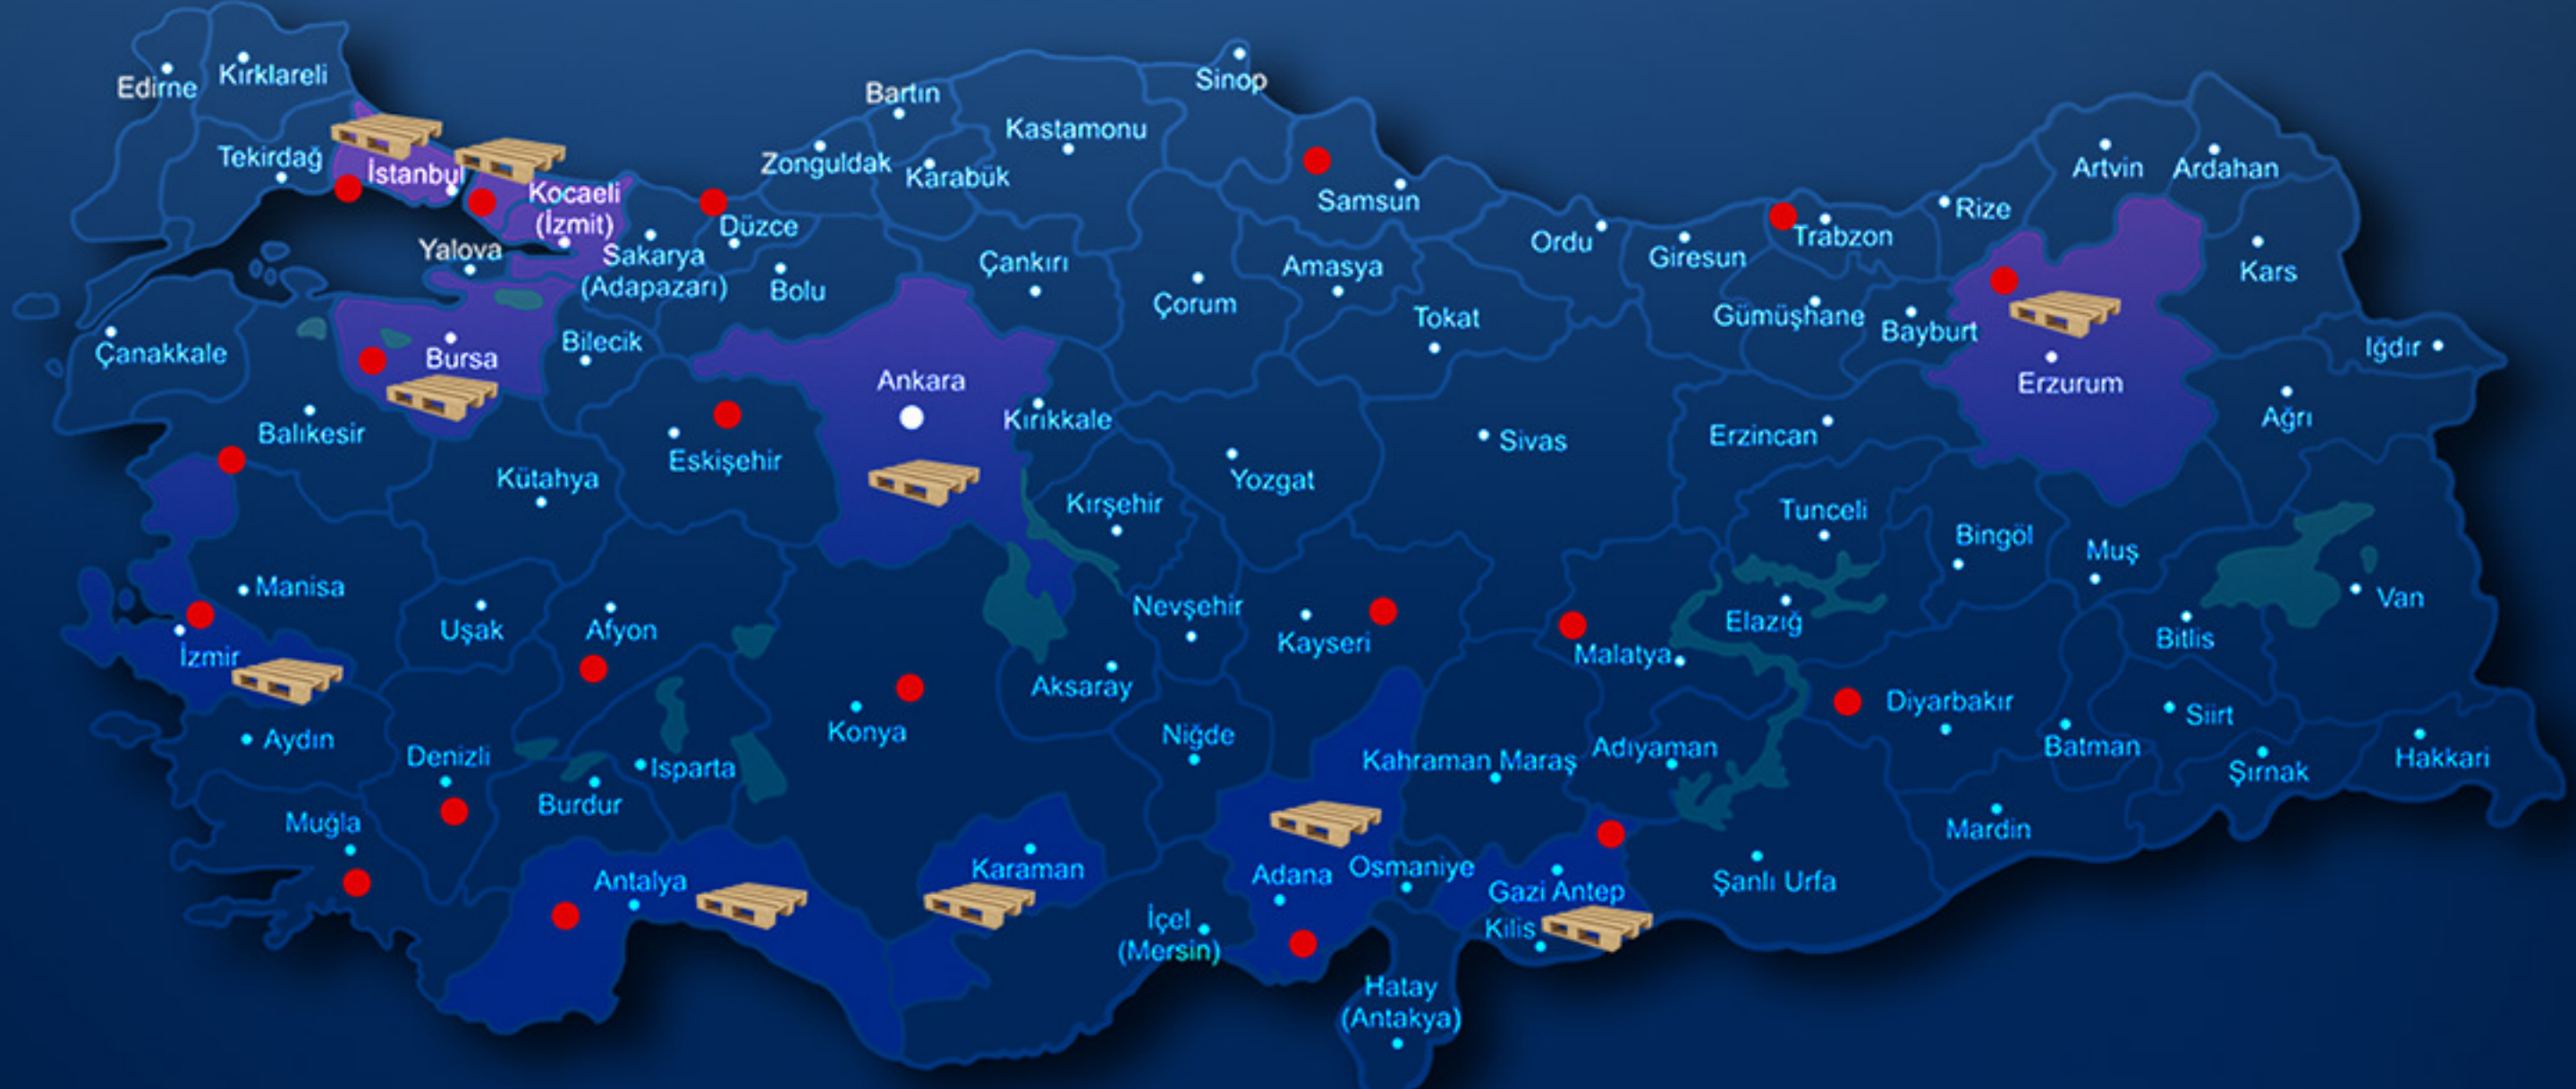 Edirne
Kırklareli
Tekirdağ
İstanbul
Kocaeli
(İzmit)
Yalova
Sakarya
(Adapazarı)
Düzce
Bolu
Zonguldak
Bartın
Karabük
Kastamonu
Sinop
Samsun
Çankırı
Çorum
Amasya
Tokat
Ordu
Giresun
Trabzon
Rize
Artvin
Ardahan
Kars
Gümüşhane
Bayburt
Erzurum
Iğdır
Ağrı
Çanakkale
Bursa
Bilecik
Balıkesir
Kütahya
Eskişehir
Ankara
Kırıkkale
Kırşehir
Yozgat
Sivas
Erzincan
Tunceli
Bingöl
Muş
Van
Bitlis
Manisa
İzmir
Uşak
Afyon
Aydın
Denizli
Muğla
Burdur
Isparta
Antalya
Konya
Karaman
Aksaray
Nevşehir
Niğde
Kayseri
Malatya
Elazığ
Diyarbakır
Batman
Siirt
Şırnak
Hakkari
Mardin
Kahraman Maraş
Adıyaman
Adana
Osmaniye
Gazi Antep
Kilis
Şanlı Urfa
İçel
(Mersin)
Hatay
(Antakya)